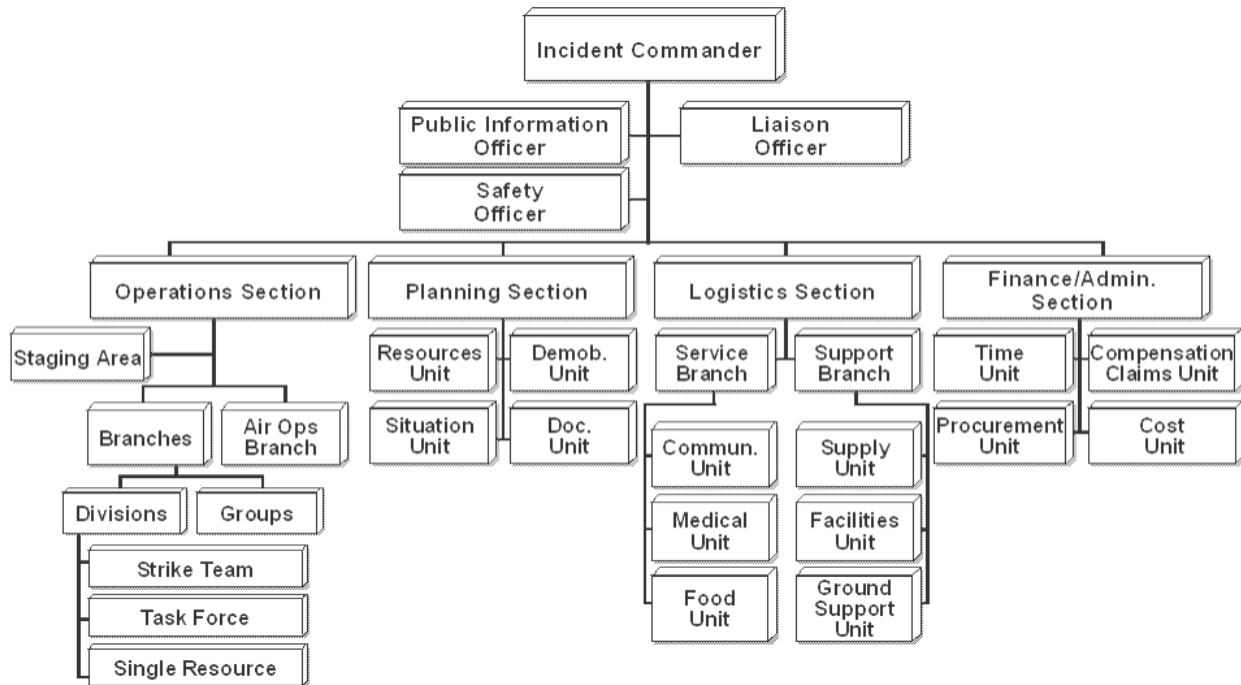 Incident Commander
Public Information
Officer
Liaison
Officer
Safety
Officer
Operations Section
Planning Section
Logistics Section
Finance/Admin.
Section
Staging Area
Branches
Air Ops
Branch
Divisions
Groups
Strike Team
Task Force
Single Resource
Resources
Unit
Demob.
Unit
Situation
Unit
Doc.
Unit
Service
Branch
Support
Branch
Commun.
Unit
Supply
Unit
Medical
Unit
Facilities
Unit
Food
Unit
Ground
Support
Unit
Time
Unit
Compensation
Claims Unit
Procurement
Unit
Cost
Unit